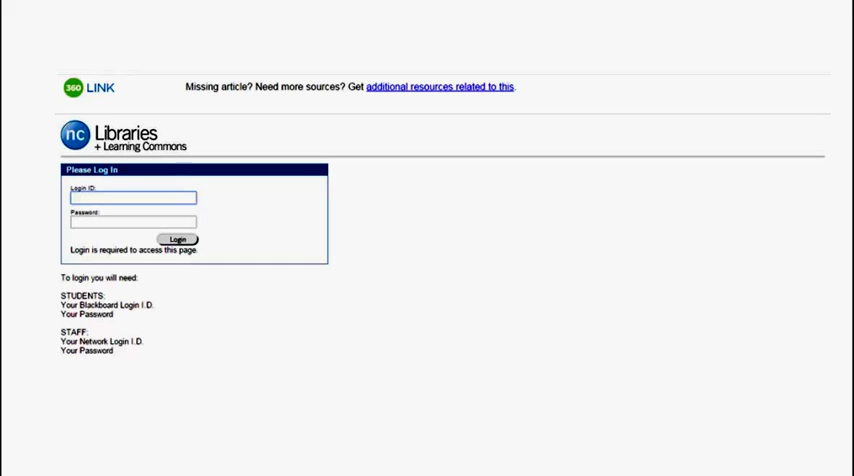 360 LINK
Missing article? Need more sources? Get additional resources related to this.
nc Libraries
+ Learning Commons
Please Log In
Login ID:
Password:
Login
Login is required to access this page.
To login you will need:
STUDENTS:
Your Blackboard Login I.D.
Your Password
STAFF:
Your Network Login I.D.
Your Password